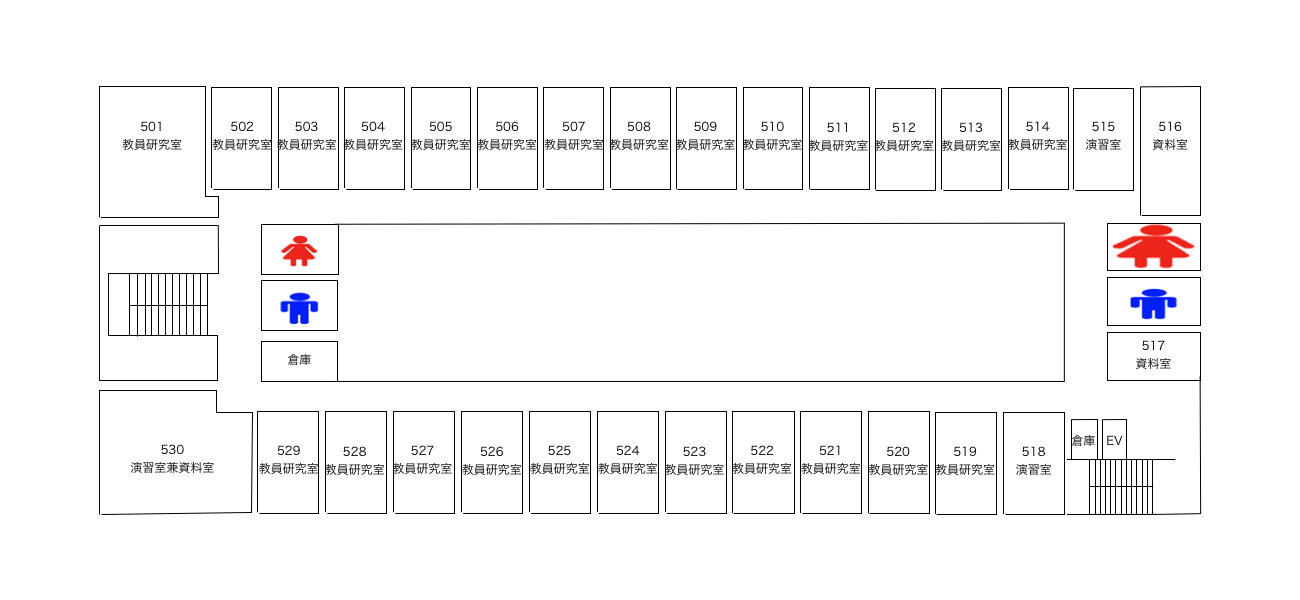 501
教員研究室
502
教員研究室
503
教員研究室
504
教員研究室
505
教員研究室
506
教員研究室
507
教員研究室
508
教員研究室
509
教員研究室
510
教員研究室
511
教員研究室
512
教員研究室
513
教員研究室
514
教員研究室
515
演習室
516
資料室
倉庫
517
資料室
530
演習室兼資料室
529
教員研究室
528
教員研究室
527
教員研究室
526
教員研究室
525
教員研究室
524
教員研究室
523
教員研究室
522
教員研究室
521
教員研究室
520
教員研究室
519
教員研究室
518
演習室
倉庫
EV